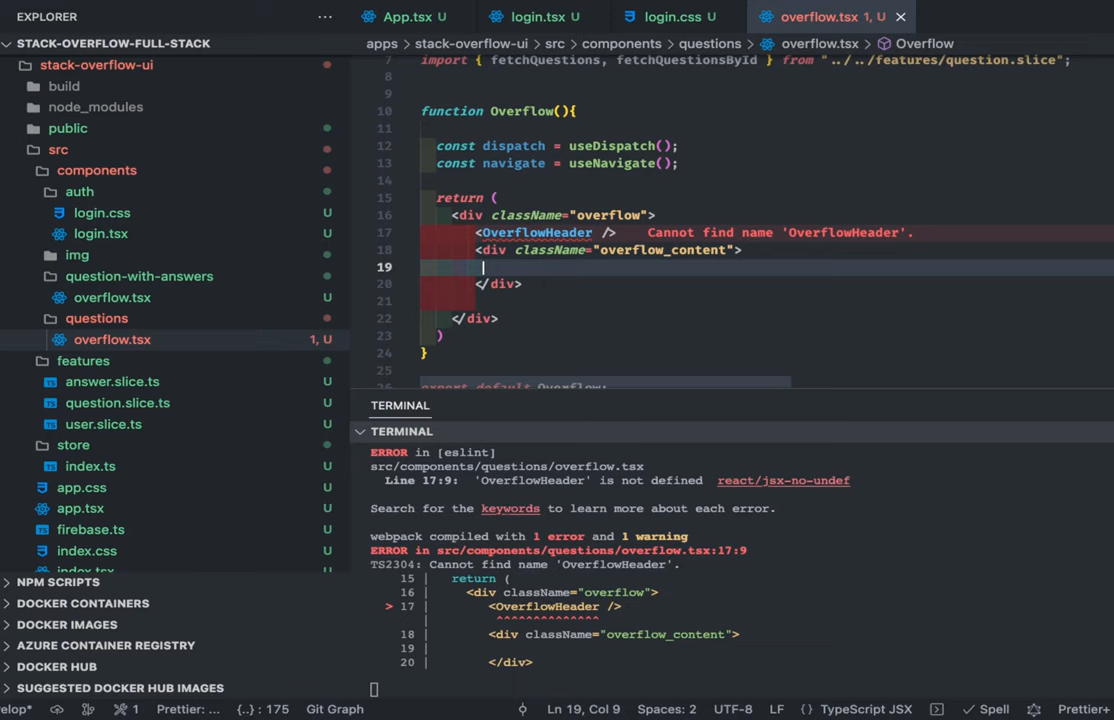 EXPLORER
STACK-OVERFLOW-FULL-STACK
stack-overflow-ui
build
node_modules
public
src
components
auth
login.css U
login.tsx U
img
question-with-answers
overflow.tsx U
questions
overflow.tsx 1, U
features
answer.slice.ts U
question.slice.ts U
user.slice.ts U
store
index.ts U
app.css U
app.tsx U
firebase.ts U
index.css U
index.tsx U
NPM SCRIPTS
DOCKER CONTAINERS
DOCKER IMAGES
AZURE CONTAINER REGISTRY
DOCKER HUB
SUGGESTED DOCKER HUB IMAGES
App.tsx U login.tsx U login.css U overflow.tsx 1, U
apps stack-overflow-ui src components questions overflow.tsx Overflow
7 import { fetchQuestions, fetchQuestionsById } from "../../features/question.slice";
8
9
10 function Overflow(){
11
12 const dispatch = useDispatch();
13 const navigate = useNavigate();
14
15 return (
16 <div className="overflow">
17 <OverflowHeader /> Cannot find name 'OverflowHeader'.
18 <div className="overflow_content">
19
20 </div>
21
22 </div>
23 )
24 }
25
26 export default Overflow;
TERMINAL
TERMINAL
ERROR in [eslint]
src/components/questions/overflow.tsx
Line 17:9: 'OverflowHeader' is not defined react/jsx-no-undef
Search for the keywords to learn more about each error.
webpack compiled with 1 error and 1 warning
ERROR in src/components/questions/overflow.tsx:17:9
TS2304: Cannot find name 'OverflowHeader'.
15 | return (
16 | <div className="overflow">
> 17 | <OverflowHeader />
| ^^^^^^^^^^^^^^
18 | <div className="overflow_content">
19 |
20 | </div>
velop* 1 {..} : 175 Prettier: ... Git Graph Ln 19, Col 9 Spaces: 2 UTF-8 LF {} TypeScript JSX Spell Prettier+